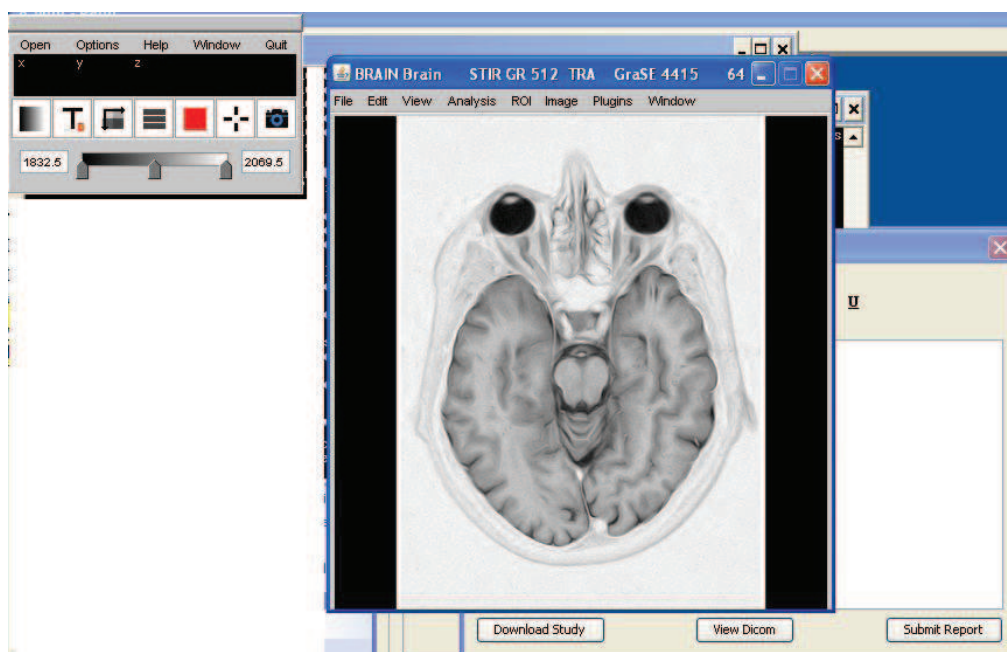 Open Options Help Window Quit
x y z
T
1832.5 2069.5
BRAIN Brain STIR GR 512 TRA GraSE 4415 64
File Edit View Analysis ROI Image Plugins Window
U
Download Study View Dicom Submit Report